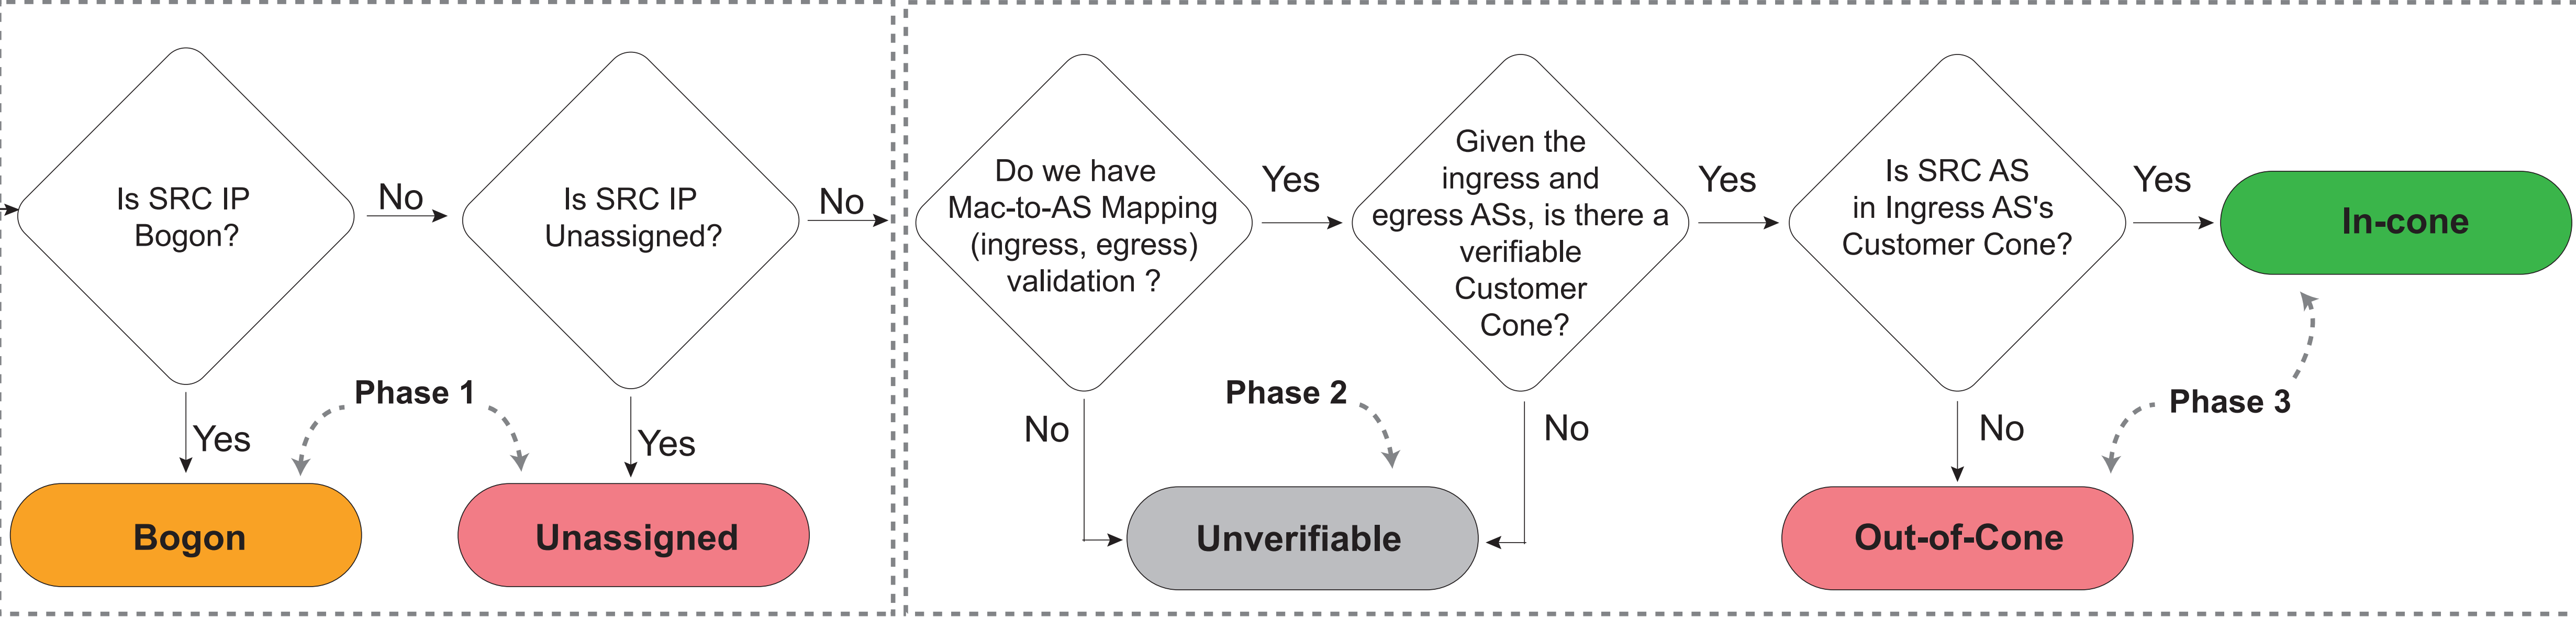 Is SRC IP
Bogon?
No
Yes
Bogon
Phase 1
Is SRC IP
Unassigned?
No
Yes
Unassigned
Do we have
Mac-to-AS Mapping
(ingress, egress)
validation ?
Yes
No
Phase 2
Given the
ingress and
egress ASs, is there a
verifiable
Customer
Cone?
Yes
No
Unverifiable
Is SRC AS
in Ingress AS's
Customer Cone?
Yes
No
Phase 3
Out-of-Cone
In-cone